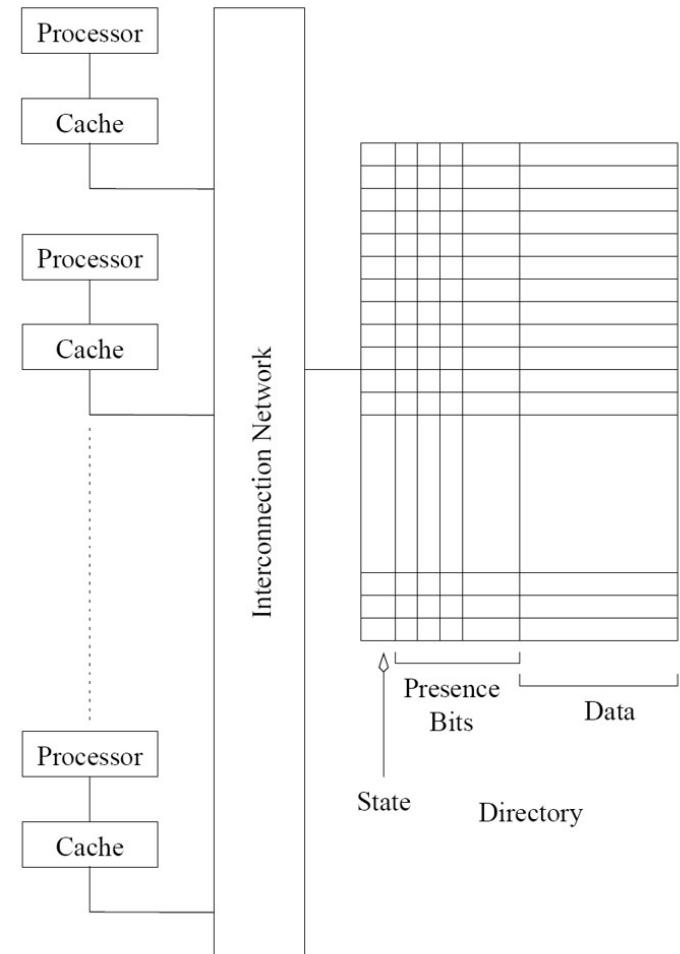 Processor
Cache
Processor
Cache
Interconnection Network
Processor
Cache
Presence
Bits
Data
State
Directory